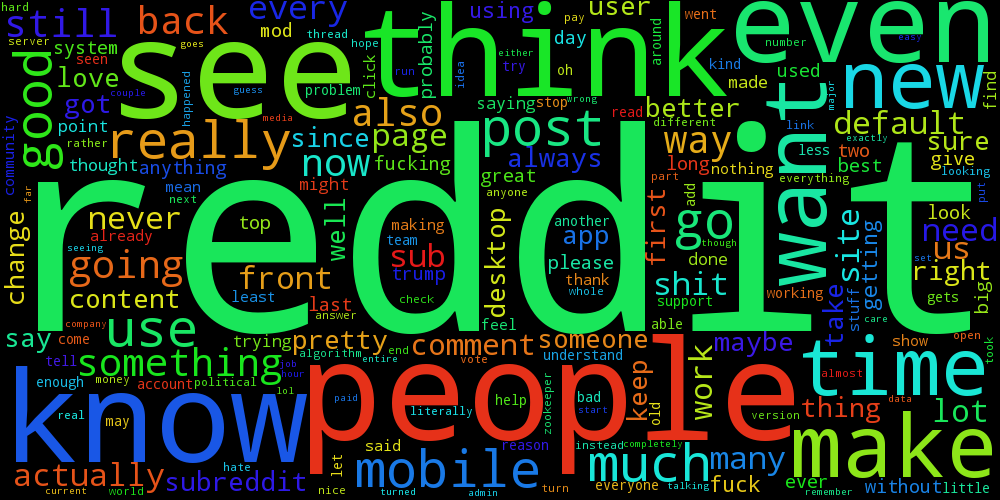 hard
still
back
every
mod
using
user
even
server
system
seen
love
see
goes
thread
hope
think
probably
pay
day
oh
around
went
number
easy
kind
made
used
new
find
good
got
couple
happened
guess
problem
click
run
idea
either
try
community
point
rather
really
media
since
also
page
saying
stop
wrong
post
read
better
different
way
want
major
link
default
exactly
sure
less
two
thought
anything
now
fucking
always
great
long
nothing
best
give
looking
mean
next
might
anyone
part
everything
put
far
change
never
already
seeing
top
well
making
team
sub
trump
check
reddit
desktop
another
app
please
thank
whole
first
go
add
though
done
shit
support
working
site
take
stuff
getting
care
look
need
us
right
set
big
gets
going
content
front
least
last
answer
feel
able
say
company
come
use
trying
pretty
algorithm
end
entire
comment
vote
someone
understand
maybe
show
open
took
almost
time
tell
something
job
hour
lol
enough
money
account
political
know
real
may
paid
literally
help
zookeeper
bad
start
people
keep
old
work
version
thing
data
lot
make
actually
hate
subreddit
said
let
mobile
reason
instead
completely
much
many
talking
everyone
fuck
ever
without
little
remember
current
world
nice
turned
admin
turn